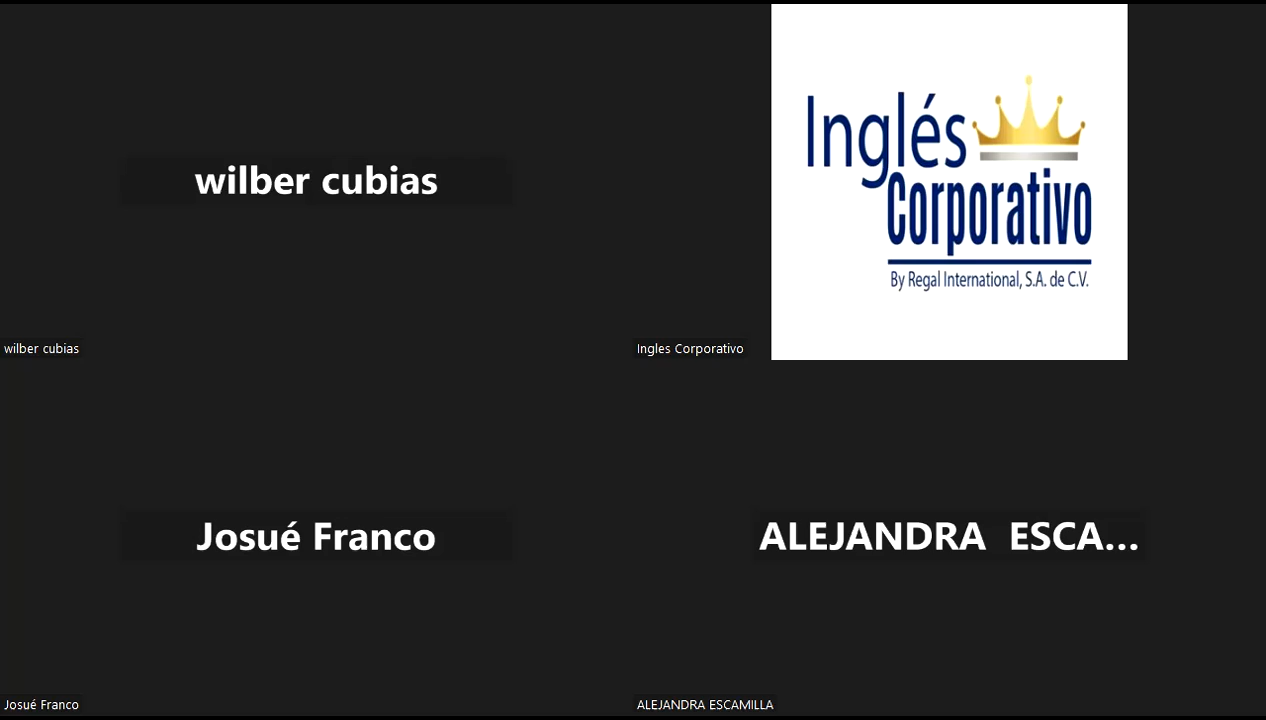 wilber cubias
wilber cubias
Inglés
Corporativo
By Regal International, S.A. de C.V.
Ingles Corporativo
Josué Franco
Josué Franco
ALEJANDRA ESCA...
ALEJANDRA ESCAMILLA